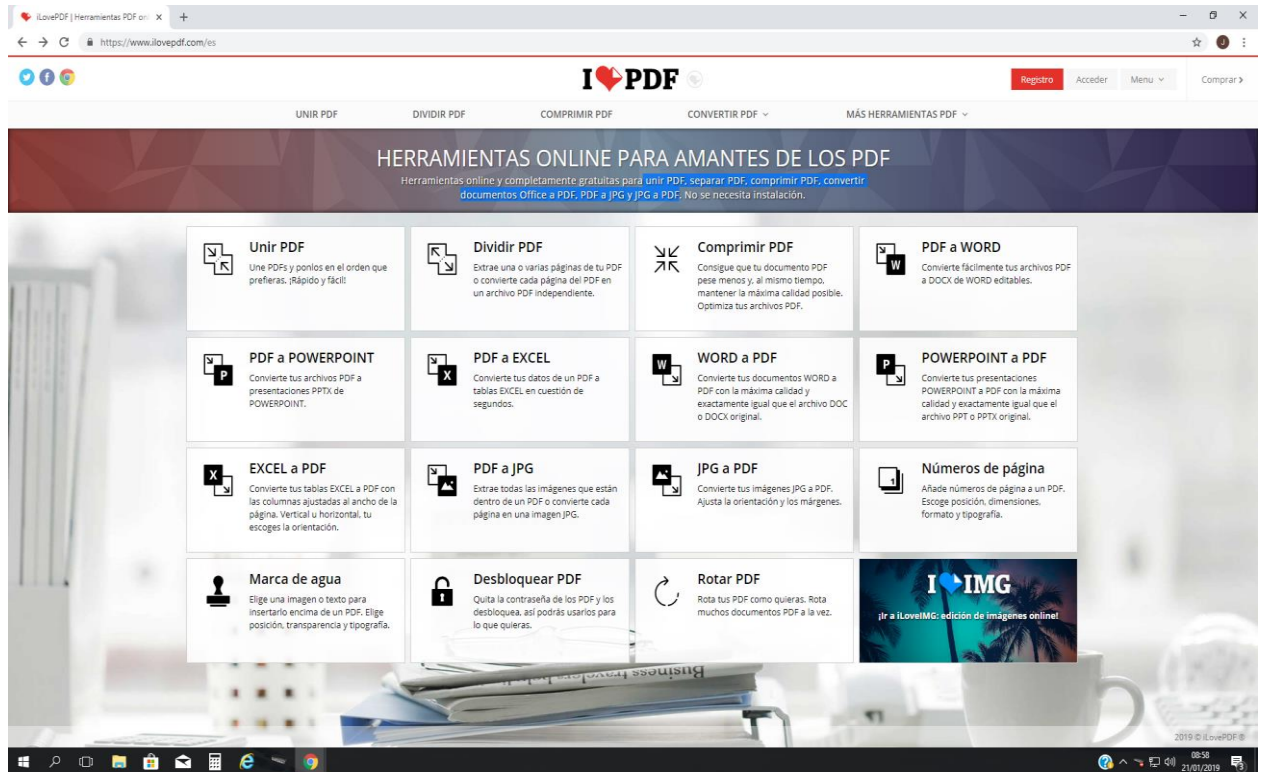 iLovePDF | Herramientas PDF on
https://www.ilovepdf.com/es
I PDF
Registro Acceder Menu Comprar
UNIR PDF DIVIDIR PDF COMPRIMIR PDF CONVERTIR PDF MÁS HERRAMIENTAS PDF
HERRAMIENTAS ONLINE PARA AMANTES DE LOS PDF
Herramientas online y completamente gratuitas para unir PDF, separar PDF, comprimir PDF, convertir
documentos Office a PDF, PDF a JPG y JPG a PDF. No se necesita instalación.
Unir PDF
Une PDFs y ponlos en el orden que
prefieras. ¡Rápido y fácil!
Dividir PDF
Extrae una o varias páginas de tu PDF
o convierte cada página del PDF en
un archivo PDF independiente.
Comprimir PDF
Consigue que tu documento PDF
pese menos y, al mismo tiempo,
mantener la máxima calidad posible.
Optimiza tus archivos PDF.
W
PDF a WORD
Convierte fácilmente tus archivos PDF
a DOCX de WORD editables.
P
PDF a POWERPOINT
Convierte tus archivos PDF a
presentaciones PPTX de
POWERPOINT.
X
PDF a EXCEL
Convierte tus datos de un PDF a
tablas EXCEL en cuestión de
segundos.
W
WORD a PDF
Convierte tus documentos WORD a
PDF con la máxima calidad y
exactamente igual que el archivo DOC
o DOCX original.
P
POWERPOINT a PDF
Convierte tus presentaciones
POWERPOINT a PDF con la máxima
calidad y exactamente igual que el
archivo PPT o PPTX original.
X
EXCEL a PDF
Convierte tus tablas EXCEL a PDF con
las columnas ajustadas al ancho de la
página. Vertical u horizontal, tu
escoges la orientación.
PDF a JPG
Extrae todas las imágenes que están
dentro de un PDF o convierte cada
página en una imagen JPG.
JPG a PDF
Convierte tus imágenes JPG a PDF.
Ajusta la orientación y los márgenes.
1
Números de página
Añade números de página a un PDF.
Escoge posición, dimensiones,
formato y tipografía.
Marca de agua
Elige una imagen o texto para
insertarlo encima de un PDF. Elige
posición, transparencia y tipografía.
Desbloquear PDF
Quita la contraseña de los PDF y los
desbloquea, así podrás usarlos para
lo que quieras.
Rotar PDF
Rota tus PDF como quieras. Rota
muchos documentos PDF a la vez.
I IMG
¡Ir a iLoveIMG: edición de imágenes online!
Business travelers
2019 © iLovePDF ®
08:58
21/01/2019